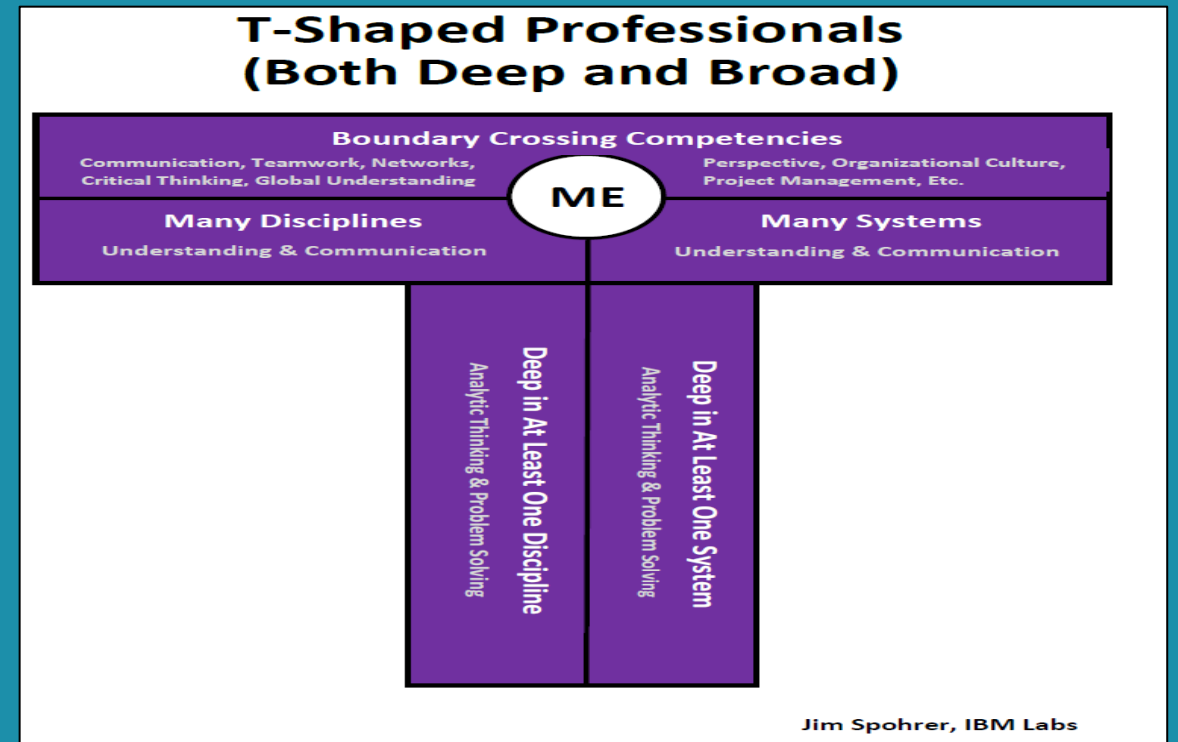 T-Shaped Professionals
(Both Deep and Broad)
Boundary Crossing Competencies
Communication, Teamwork, Networks,
Critical Thinking, Global Understanding
Perspective, Organizational Culture,
Project Management, Etc.
ME
Many Disciplines
Understanding & Communication
Many Systems
Understanding & Communication
Deep in At Least One Discipline
Analytic Thinking & Problem Solving
Deep in At Least One System
Analytic Thinking & Problem Solving
Jim Spohrer, IBM Labs